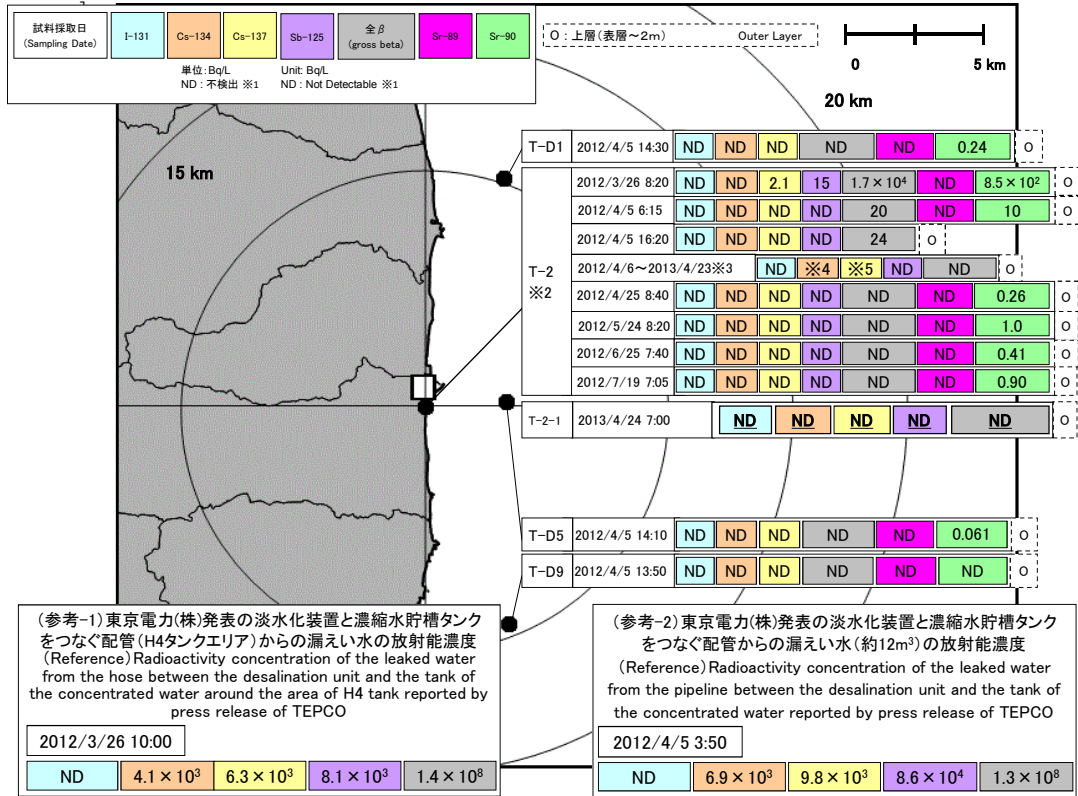 試料採取日
(Sampling Date)
I-131
Cs-134
Cs-137
Sb-125
全β
(gross beta)
Sr-89
Sr-90
単位:Bq/L
ND:不検出 ※1
Unit: Bq/L
ND : Not Detectable ※1
O:上層(表層~2m) Outer Layer
0 5 km
20 km
15 km
T-D1 2012/4/5 14:30 ND ND ND ND ND 0.24 O
T-2
※2
2012/3/26 8:20 ND ND 2.1 15 1.7×10⁴ ND 8.5×10² O
2012/4/5 6:15 ND ND ND ND 20 ND 10 O
2012/4/5 16:20 ND ND ND ND 24 O
2012/4/6~2013/4/23※3 ND ※4 ※5 ND ND O
2012/4/25 8:40 ND ND ND ND ND ND 0.26 O
2012/5/24 8:20 ND ND ND ND ND ND 1.0 O
2012/6/25 7:40 ND ND ND ND ND ND 0.41 O
2012/7/19 7:05 ND ND ND ND ND ND 0.90 O
T-2-1 2013/4/24 7:00 ND ND ND ND ND O
T-D5 2012/4/5 14:10 ND ND ND ND ND 0.061 O
T-D9 2012/4/5 13:50 ND ND ND ND ND ND O
(参考-1)東京電力(株)発表の淡水化装置と濃縮水貯槽タンク
をつなぐ配管(H4タンクエリア)からの漏えい水の放射能濃度
(Reference)Radioactivity concentration of the leaked water
from the hose between the desalination unit and the tank of
the concentrated water around the area of H4 tank reported by
press release of TEPCO
2012/3/26 10:00
ND 4.1×10³ 6.3×10³ 8.1×10³ 1.4×10⁸
(参考-2)東京電力(株)発表の淡水化装置と濃縮水貯槽タンク
をつなぐ配管からの漏えい水(約12m³)の放射能濃度
(Reference)Radioactivity concentration of the leaked water
from the pipeline between the desalination unit and the tank of
the concentrated water reported by press release of TEPCO
2012/4/5 3:50
ND 6.9×10³ 9.8×10³ 8.6×10⁴ 1.3×10⁸